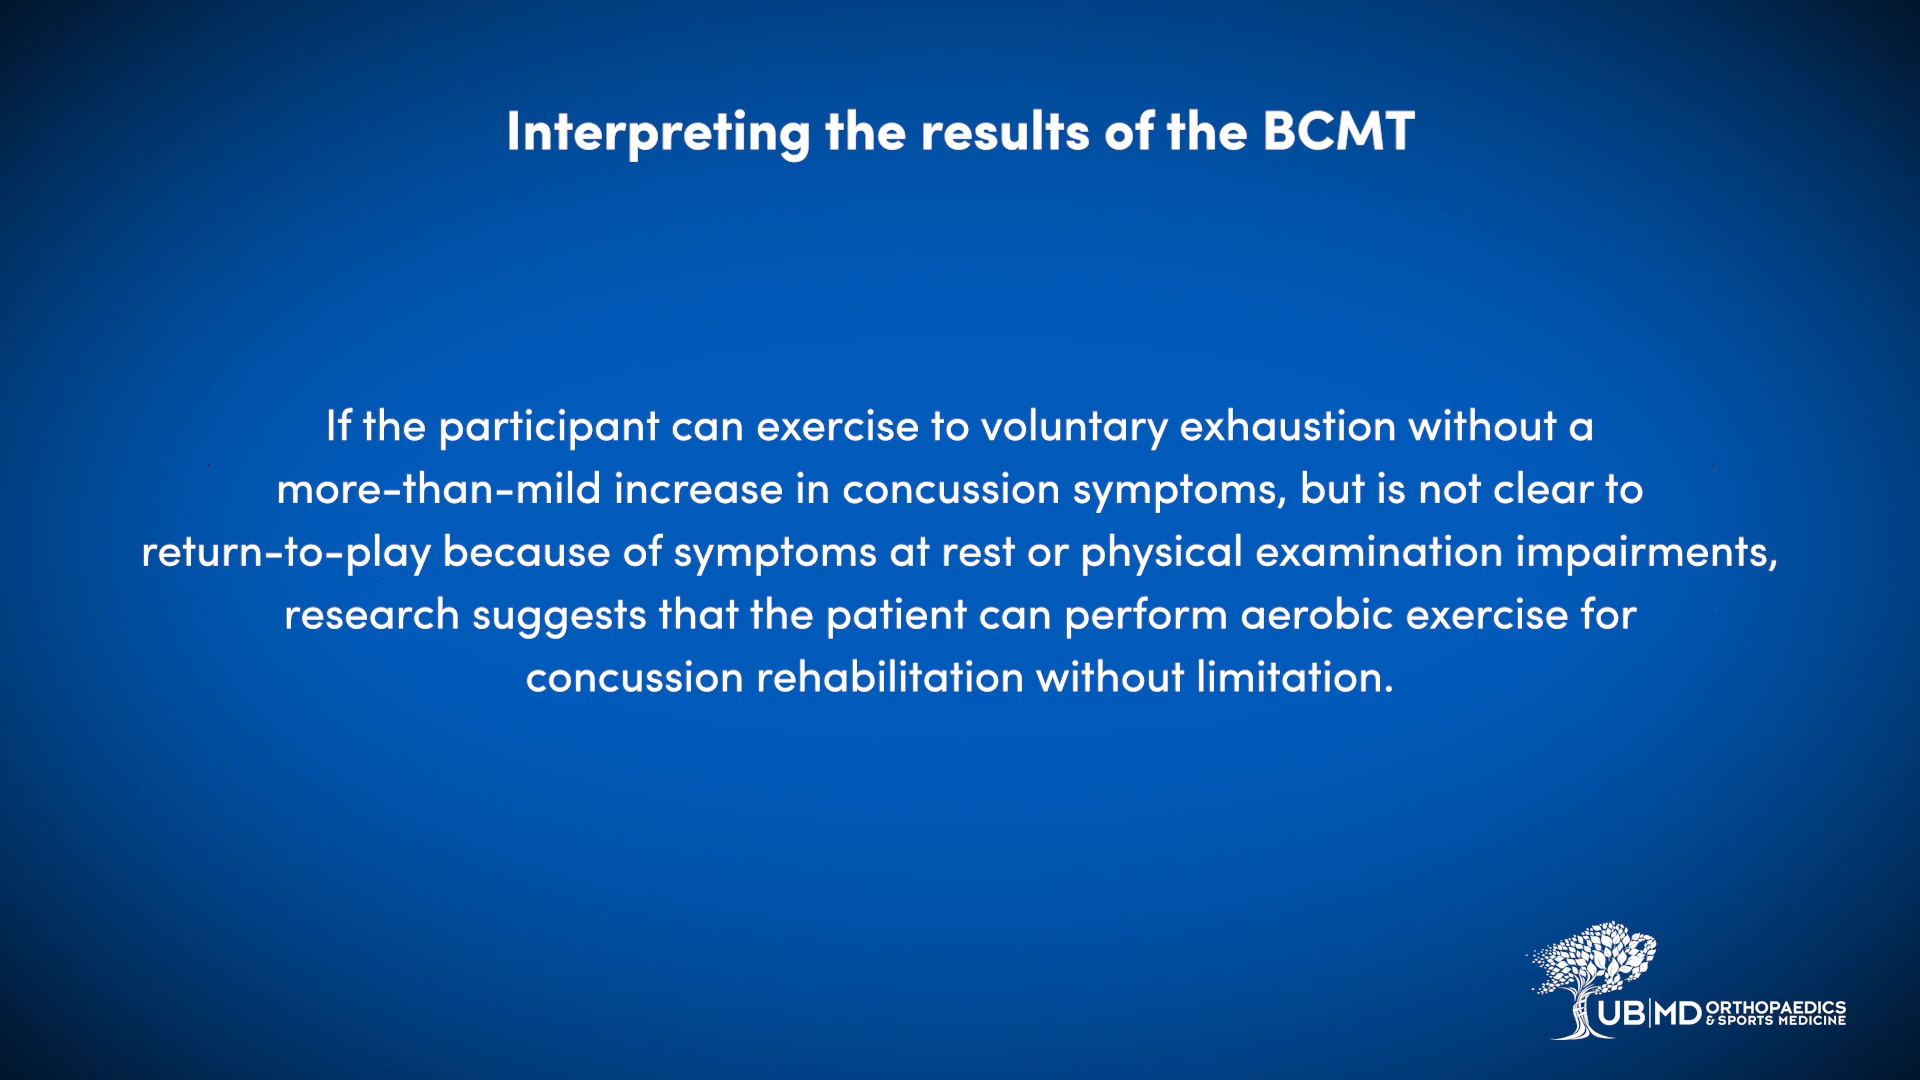 Interpreting the results of the BCMT
If the participant can exercise to voluntary exhaustion without a
more-than-mild increase in concussion symptoms, but is not clear to
return-to-play because of symptoms at rest or physical examination impairments,
research suggests that the patient can perform aerobic exercise for
concussion rehabilitation without limitation.
UB|MD ORTHOPAEDICS
& SPORTS MEDICINE